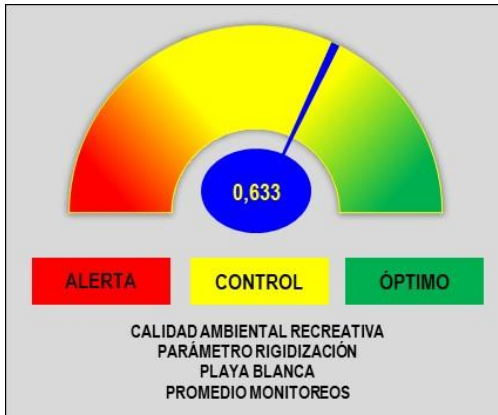 0,633
ALERTA CONTROL ÓPTIMO
CALIDAD AMBIENTAL RECREATIVA
PARÁMETRO RIGIDIZACIÓN
PLAYA BLANCA
PROMEDIO MONITOREOS